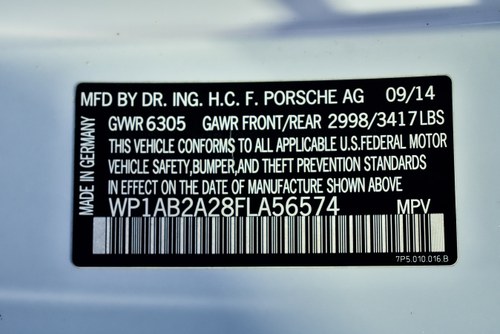 MFD BY DR. ING. H.C. F. PORSCHE AG 09/14
GVWR 6305 GAWR FRONT/REAR 2998/3417 LBS
THIS VEHICLE CONFORMS TO ALL APPLICABLE U.S.FEDERAL MOTOR
VEHICLE SAFETY,BUMPER,AND THEFT PREVENTION STANDARDS
IN EFFECT ON THE DATE OF MANUFACTURE SHOWN ABOVE
WP1AB2A28FLA56574 MPV
7P5.010.016 B
MADE IN GERMANY